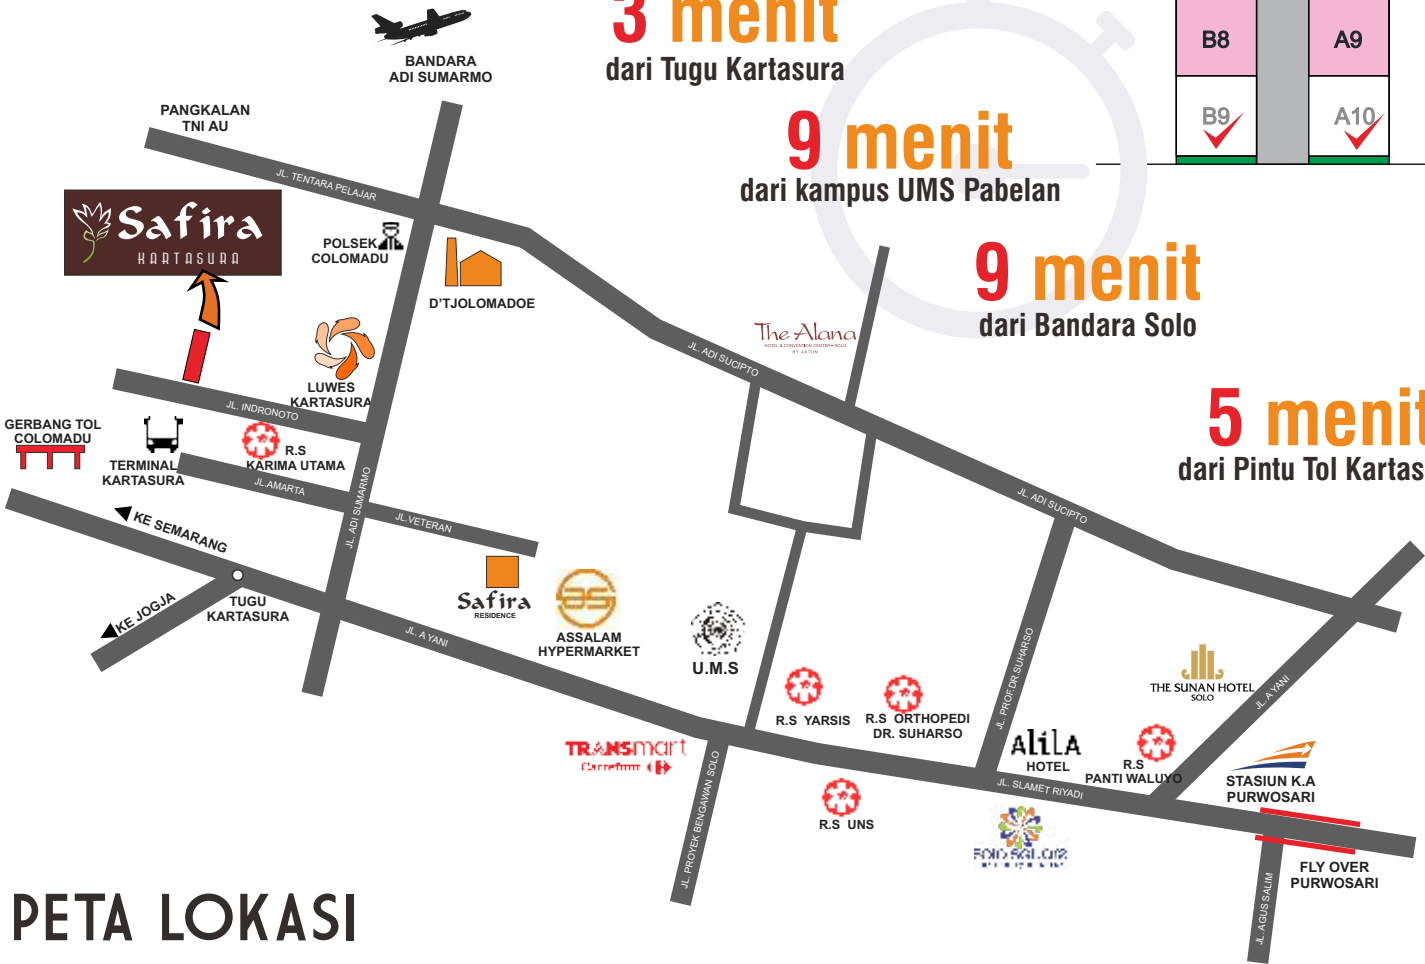 3 menit
dari Tugu Kartasura
9 menit
dari kampus UMS Pabelan
9 menit
dari Bandara Solo
5 menit
dari Pintu Tol Kartas
B8
A9
B9
A10
BANDARA
ADI SUMARMO
PANGKALAN
TNI AU
JL. TENTARA PELAJAR
Safira
KARTASURA
POLSEK
COLOMADU
D'TJOLOMADOE
LUWES
KARTASURA
JL. INDRONOTO
GERBANG TOL
COLOMADU
TERMINAL
KARTASURA
R.S
KARIMA UTAMA
JL.AMARTA
JL. ADI SUMARMO
JL.VETERAN
KE SEMARANG
KE JOGJA
TUGU
KARTASURA
JL. A YANI
Safira
RESIDENCE
ASSALAM
HYPERMARKET
U.M.S
The Alana
HOTEL & CONVENTION CENTER • SOLO
BY ASTON
JL. ADI SUCIPTO
JL. ADI SUCIPTO
TRANSmart
Carrefour
JL. PROYEK BENGAWAN SOLO
R.S YARSIS
R.S ORTHOPEDI
DR. SUHARSO
R.S UNS
JL. PROF.DR.SUHARSO
ALiLA
HOTEL
JL. SLAMET RIYADI
R.S
PANTI WALUYO
THE SUNAN HOTEL
SOLO
JL. A YANI
STASIUN K.A
PURWOSARI
FLY OVER
PURWOSARI
JL. AGUS SALIM
PETA LOKASI